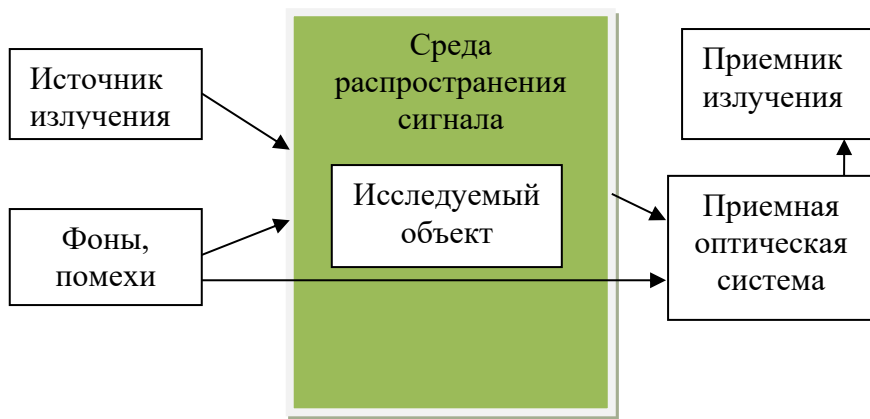 Источник
излучения
Фоны,
помехи
Среда
распространения
сигнала
Исследуемый
объект
Приемник
излучения
Приемная
оптическая
система